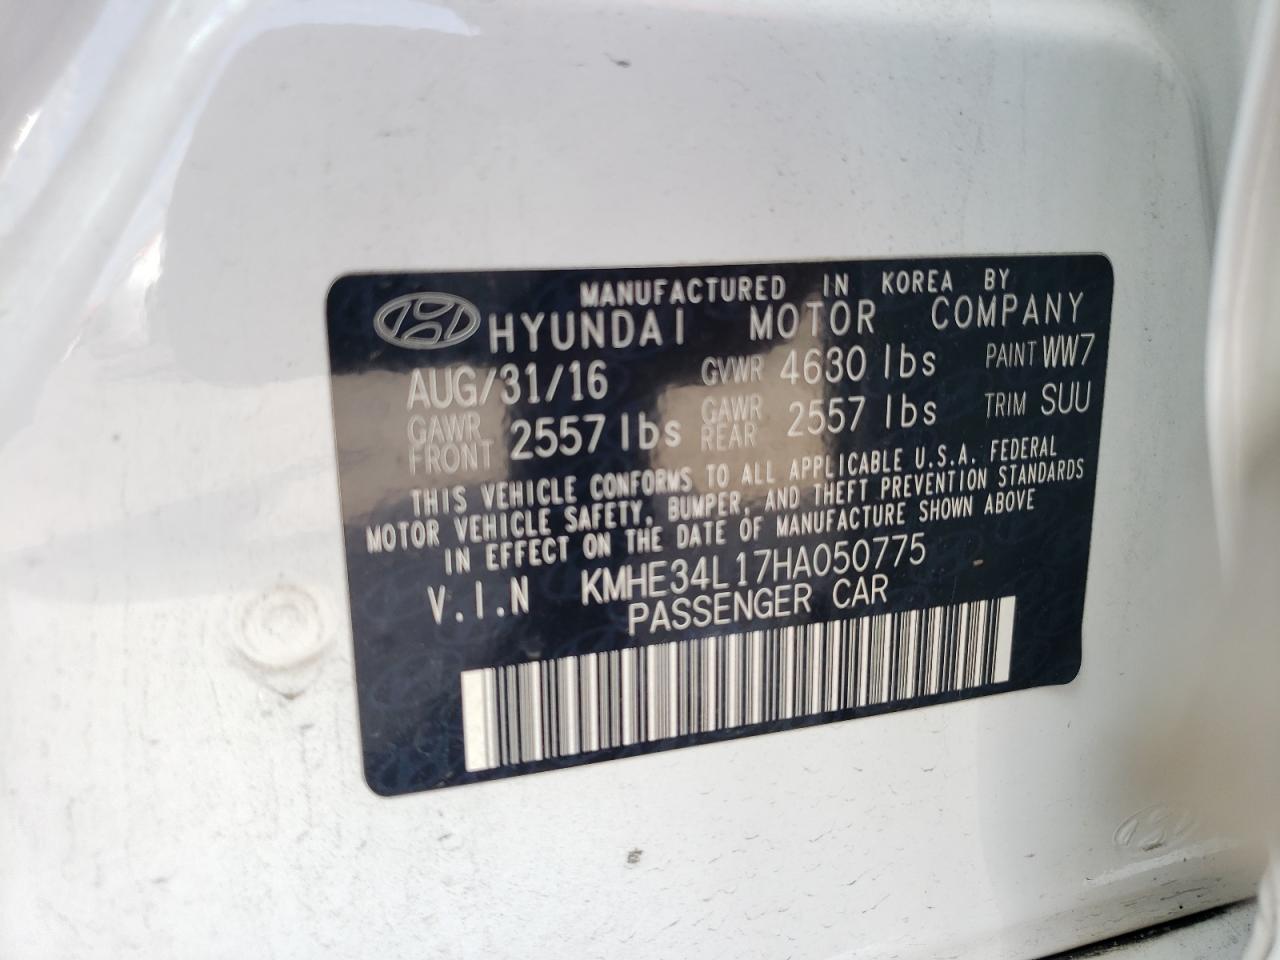 MANUFACTURED IN KOREA BY
HYUNDAI MOTOR COMPANY
AUG/31/16 GVWR 4630 lbs PAINT WW7
GAWR FRONT 2557 lbs GAWR REAR 2557 lbs TRIM SUU
THIS VEHICLE CONFORMS TO ALL APPLICABLE U.S.A. FEDERAL
MOTOR VEHICLE SAFETY, BUMPER, AND THEFT PREVENTION STANDARDS
IN EFFECT ON THE DATE OF MANUFACTURE SHOWN ABOVE
V.I.N KMHE34L17HA050775
PASSENGER CAR